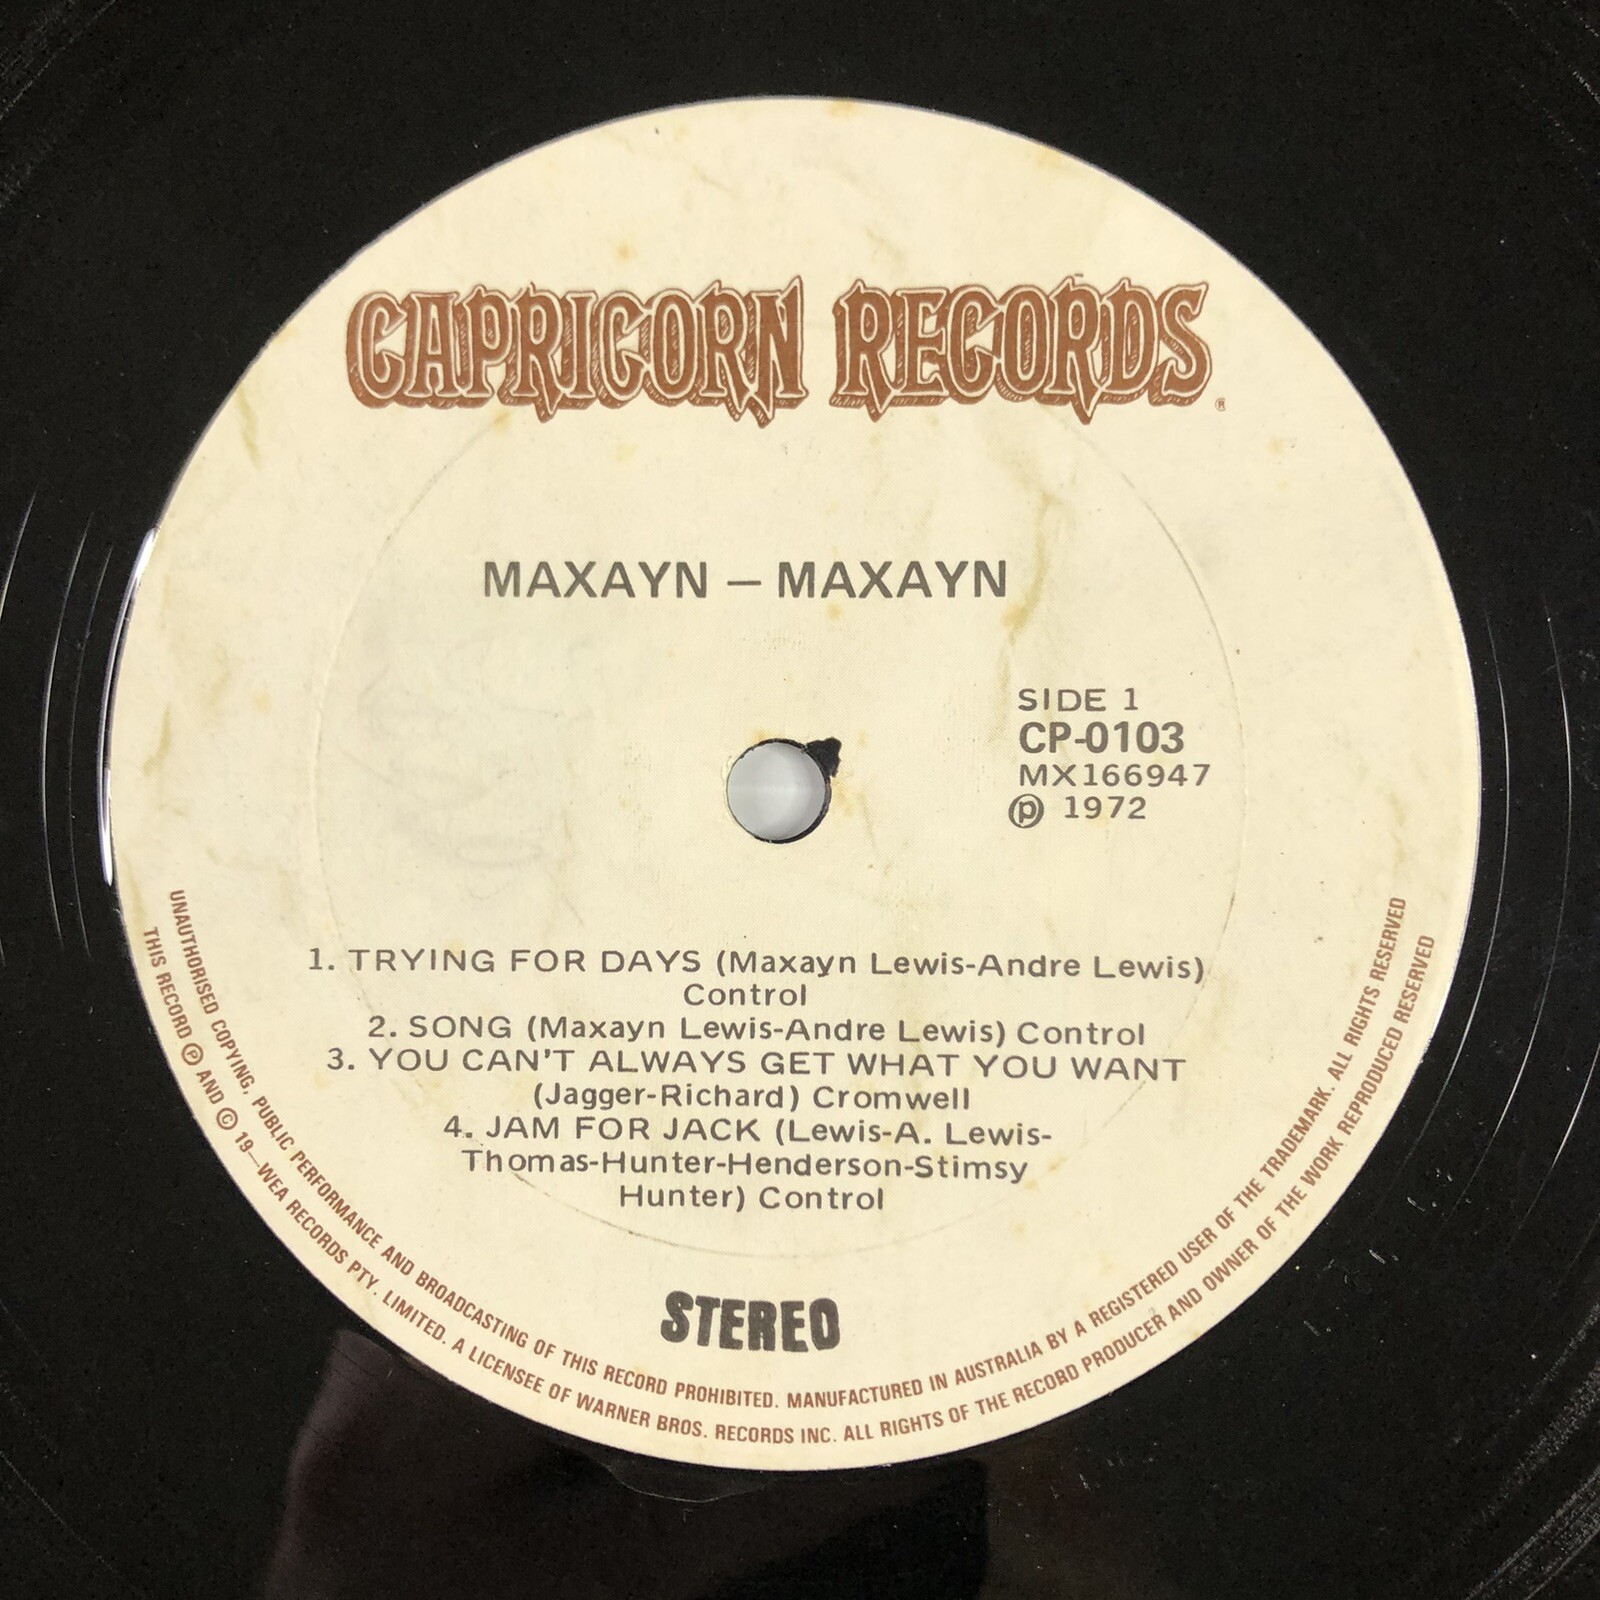 CAPRICORN RECORDS ®
MAXAYN — MAXAYN
SIDE 1
CP-0103
MX166947
℗ 1972
1. TRYING FOR DAYS (Maxayn Lewis-Andre Lewis)
Control
2. SONG (Maxayn Lewis-Andre Lewis) Control
3. YOU CAN'T ALWAYS GET WHAT YOU WANT
(Jagger-Richard) Cromwell
4. JAM FOR JACK (Lewis-A. Lewis-
Thomas-Hunter-Henderson-Stimsy
Hunter) Control
STEREO
UNAUTHORISED COPYING, PUBLIC PERFORMANCE AND BROADCASTING OF THIS RECORD PROHIBITED. MANUFACTURED IN AUSTRALIA BY A REGISTERED USER OF THE TRADEMARK. ALL RIGHTS RESERVED
THIS RECORD ℗ AND © 19—WEA RECORDS PTY. LIMITED. A LICENSEE OF WARNER BROS. RECORDS INC. ALL RIGHTS OF THE RECORD PRODUCER AND OWNER OF THE WORK REPRODUCED RESERVED